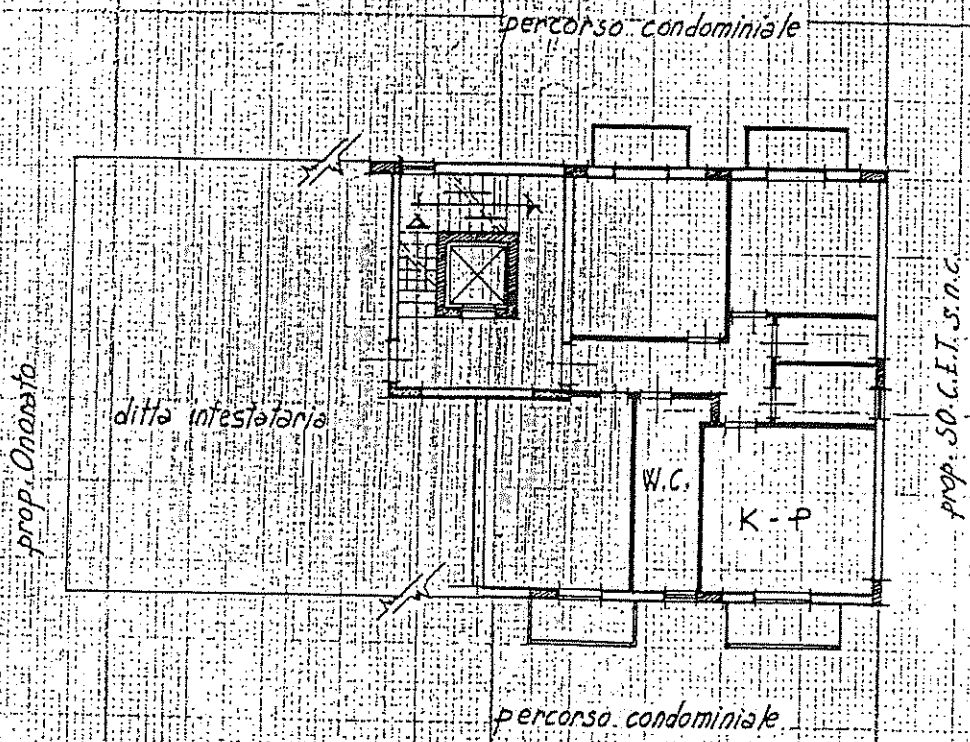 percorso condominiale
prop. Onorato
ditta intestataria
W.C.
K - P
prop. SO.C.E.T. s.n.c.
percorso condominiale